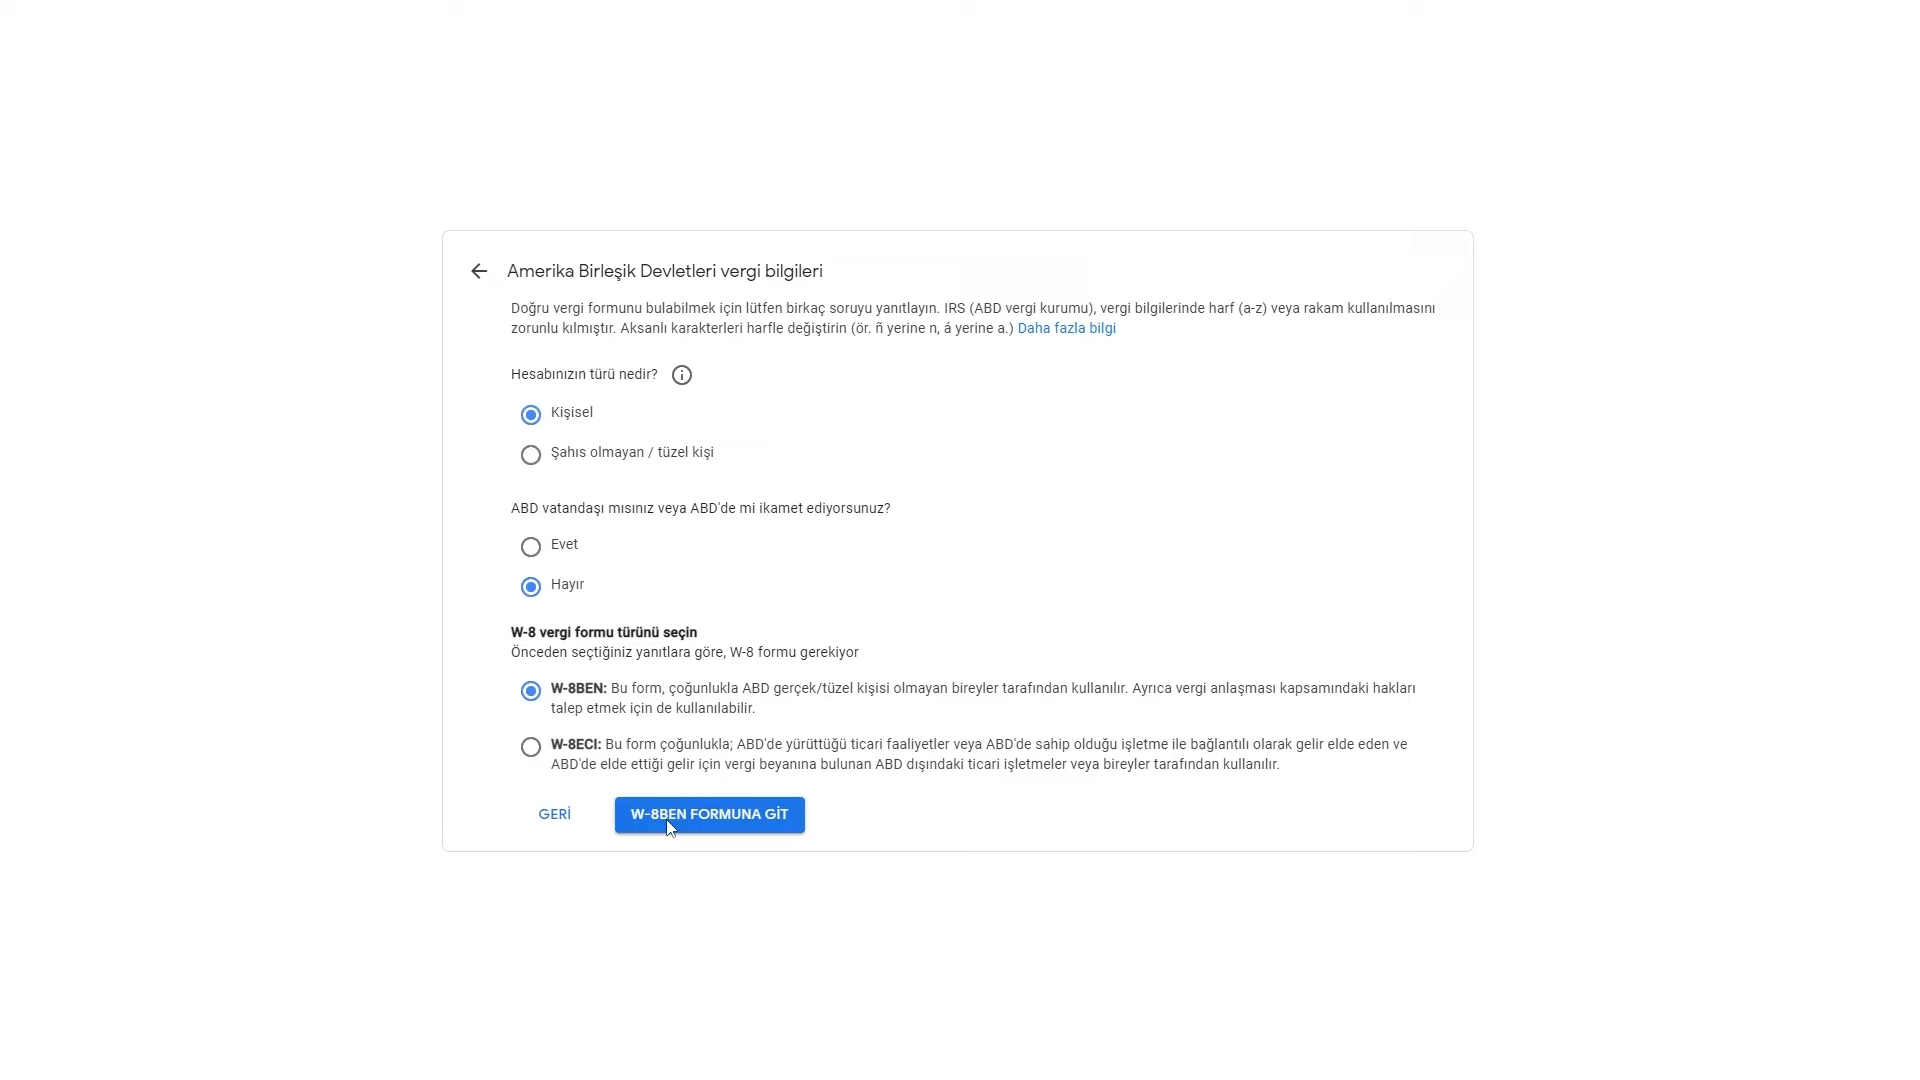 Amerika Birleşik Devletleri vergi bilgileri
Doğru vergi formunu bulabilmek için lütfen birkaç soruyu yanıtlayın. IRS (ABD vergi kurumu), vergi bilgilerinde harf (a-z) veya rakam kullanılmasını
zorunlu kılmıştır. Aksanlı karakterleri harfle değiştirin (ör. ñ yerine n, á yerine a.) Daha fazla bilgi
Hesabınızın türü nedir?
Kişisel
Şahıs olmayan / tüzel kişi
ABD vatandaşı mısınız veya ABD'de mi ikamet ediyorsunuz?
Evet
Hayır
W-8 vergi formu türünü seçin
Önceden seçtiğiniz yanıtlara göre, W-8 formu gerekiyor
W-8BEN: Bu form, çoğunlukla ABD gerçek/tüzel kişisi olmayan bireyler tarafından kullanılır. Ayrıca vergi anlaşması kapsamındaki hakları
talep etmek için de kullanılabilir.
W-8ECI: Bu form çoğunlukla; ABD'de yürüttüğü ticari faaliyetler veya ABD'de sahip olduğu işletme ile bağlantılı olarak gelir elde eden ve
ABD'de elde ettiği gelir için vergi beyanına bulunan ABD dışındaki ticari işletmeler veya bireyler tarafından kullanılır.
GERİ
W-8BEN FORMUNA GİT